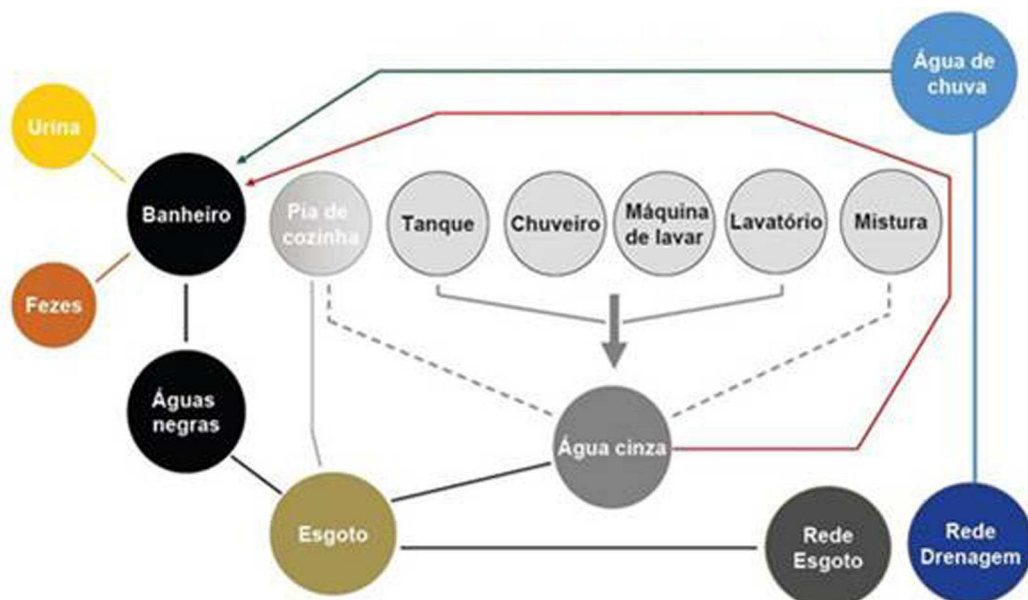 Água de
chuva
Urina
Banheiro
Pia de
cozinha
Tanque
Chuveiro
Máquina
de lavar
Lavatório
Mistura
Fezes
Águas
negras
Água cinza
Esgoto
Rede
Esgoto
Rede
Drenagem